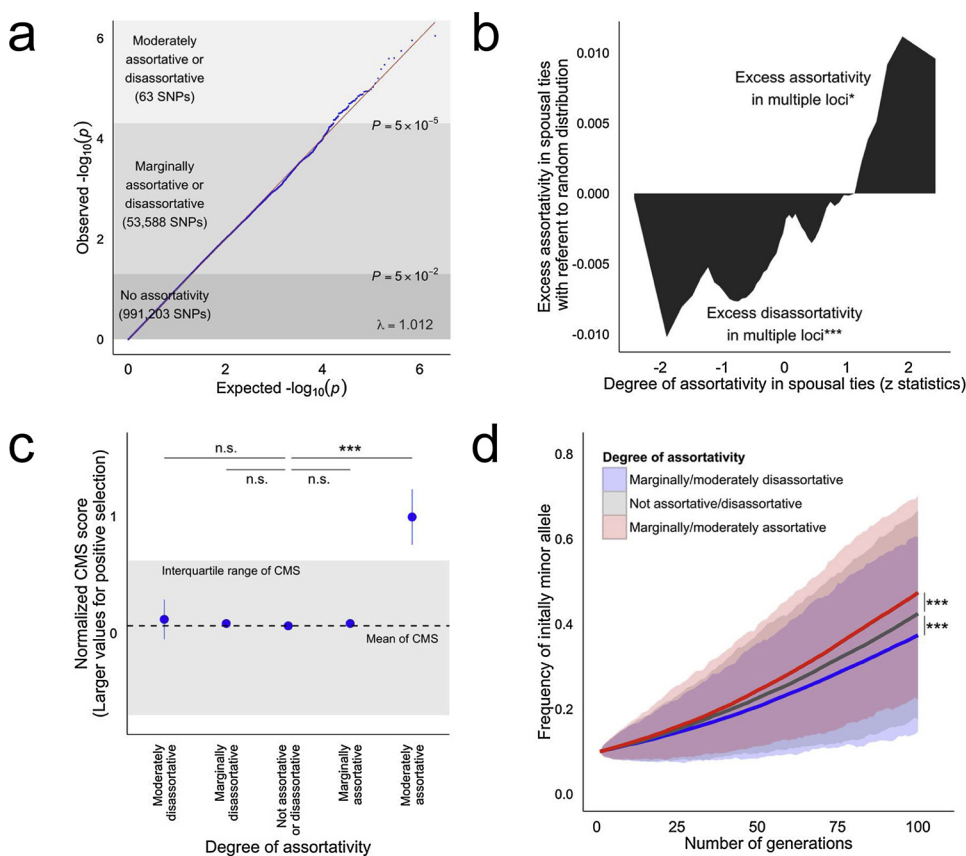 a
6
4
2
0
0
2
4
6
Observed -log10(p)
Expected -log10(p)
Moderately
assortative or
disassortative
(63 SNPs)
P = 5 × 10−5
Marginally
assortative or
disassortative
(53,588 SNPs)
P = 5 × 10−2
No assortativity
(991,203 SNPs)
λ = 1.012
b
0.010
0.005
0.000
-0.005
-0.010
-2
-1
0
1
2
Excess assortativity in spousal ties
with referent to random distribution
Excess assortativity
in multiple loci*
Excess disassortativity
in multiple loci***
Degree of assortativity in spousal ties (z statistics)
c
n.s.
***
n.s.
n.s.
1
0
Normalized CMS score
(Larger values for positive selection)
Interquartile range of CMS
Mean of CMS
Moderately
disassortative
Marginally
disassortative
Not assortative
or disassortative
Marginally
assortative
Moderately
assortative
Degree of assortativity
d
0.8
0.6
0.4
0.2
0.0
Frequency of initially minor allele
Degree of assortativity
Marginally/moderately disassortative
Not assortative/disassortative
Marginally/moderately assortative
***
***
0
25
50
75
100
Number of generations